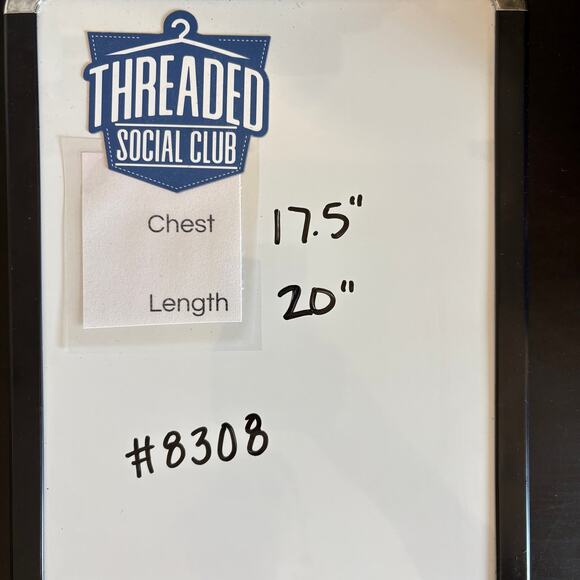 THREADED
SOCIAL CLUB
Chest 17.5"
Length 20"
#8308